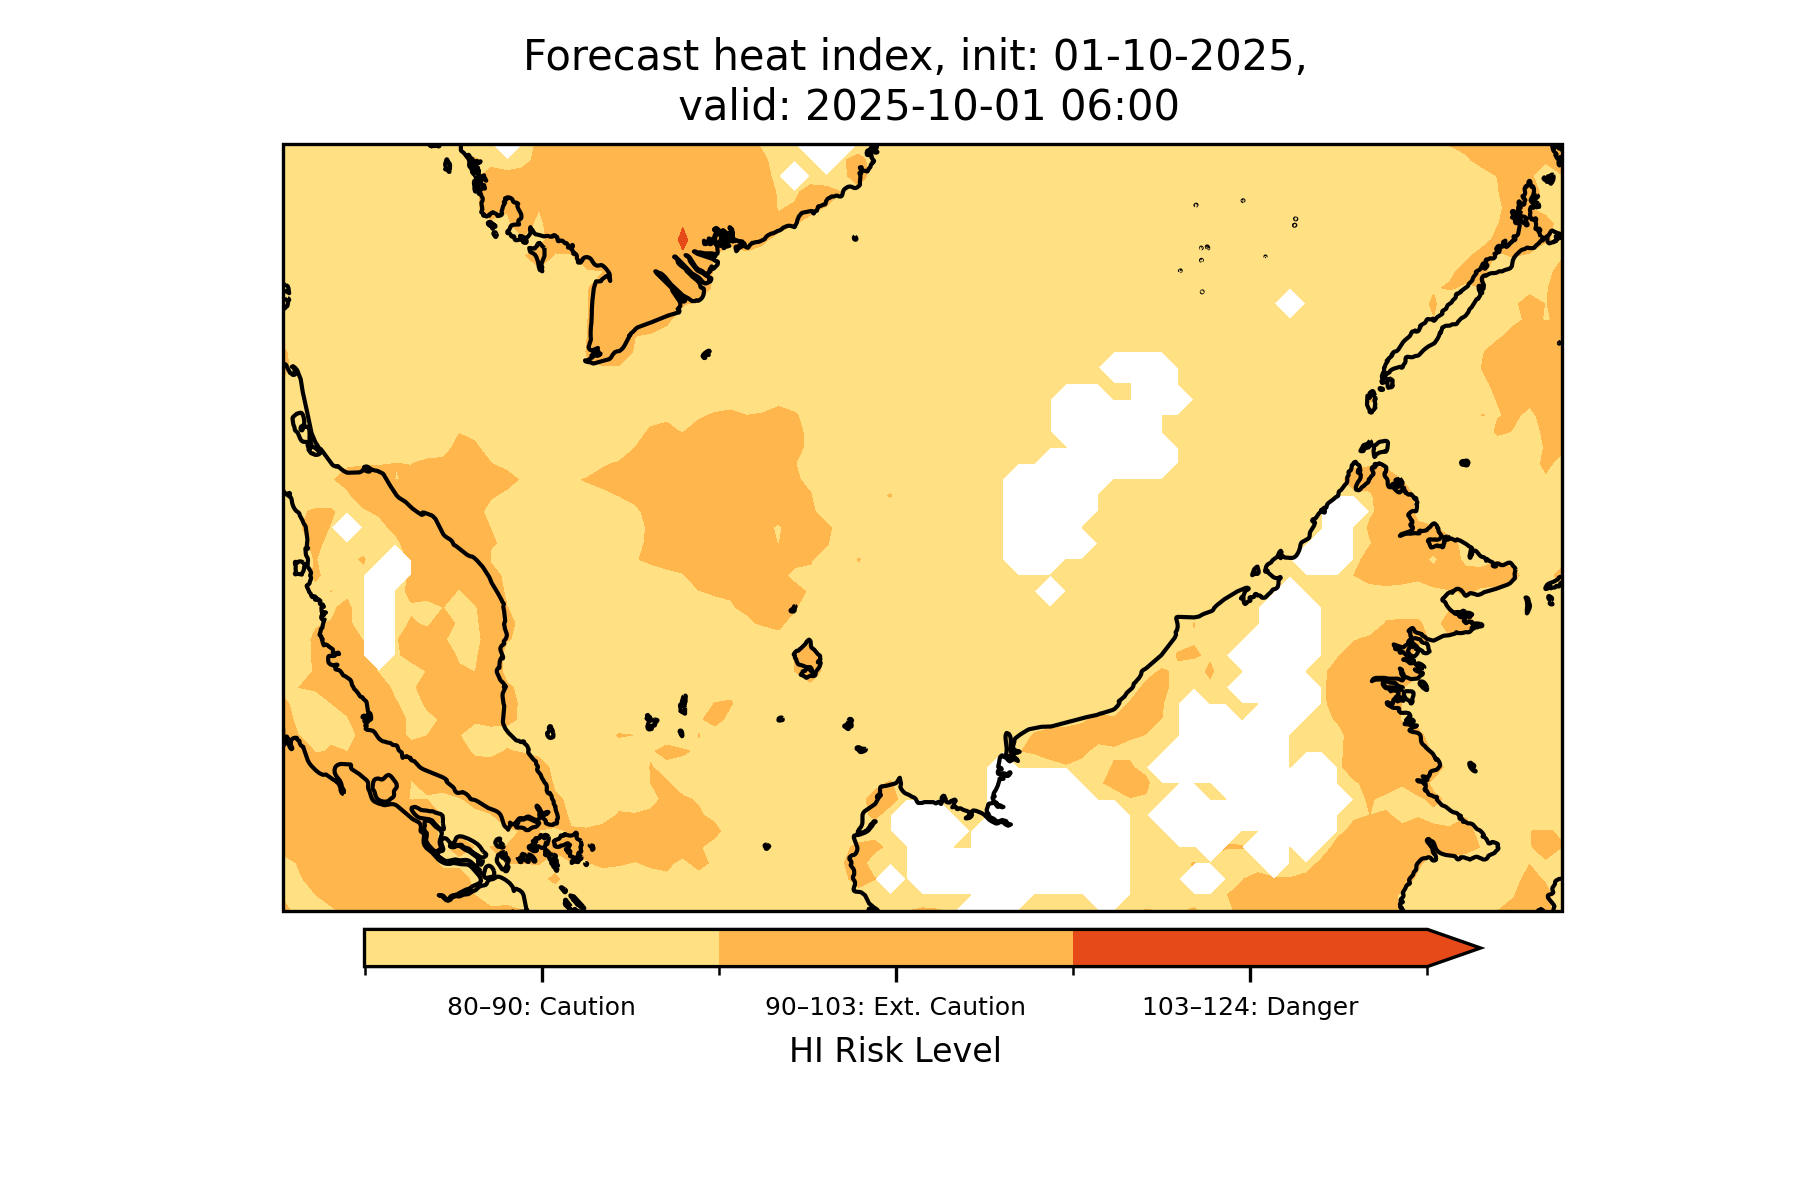 Forecast heat index, init: 01-10-2025,
valid: 2025-10-01 06:00
80–90: Caution
90–103: Ext. Caution
103–124: Danger
HI Risk Level